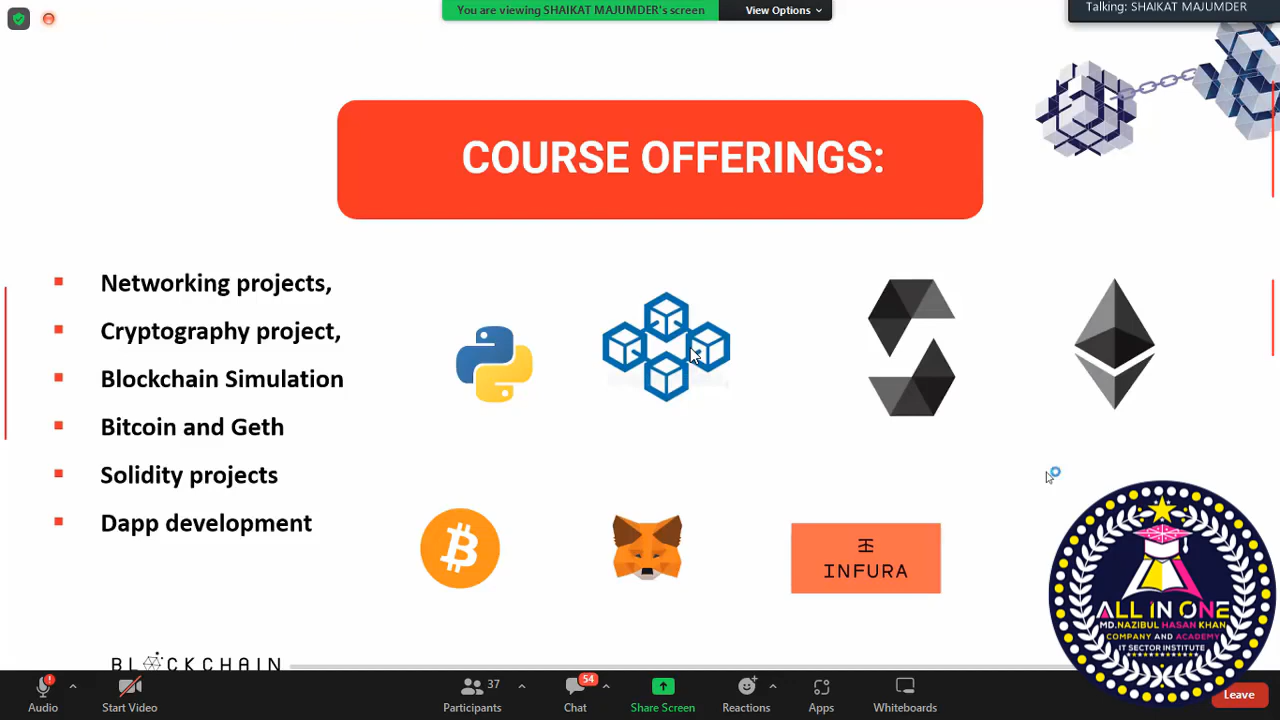 You are viewing SHAIKAT MAJUMDER's screen
View Options
Talking: SHAIKAT MAJUMDER
COURSE OFFERINGS:
Networking projects,
Cryptography project,
Blockchain Simulation
Bitcoin and Geth
Solidity projects
Dapp development
INFURA
ALL IN ONE
MD.NAZIBUL HASAN KHAN
COMPANY AND ACADEMY
IT SECTOR INSTITUTE
BLOCKCHAIN
37
54
Audio
Start Video
Participants
Chat
Share Screen
Reactions
Apps
Whiteboards
Leave